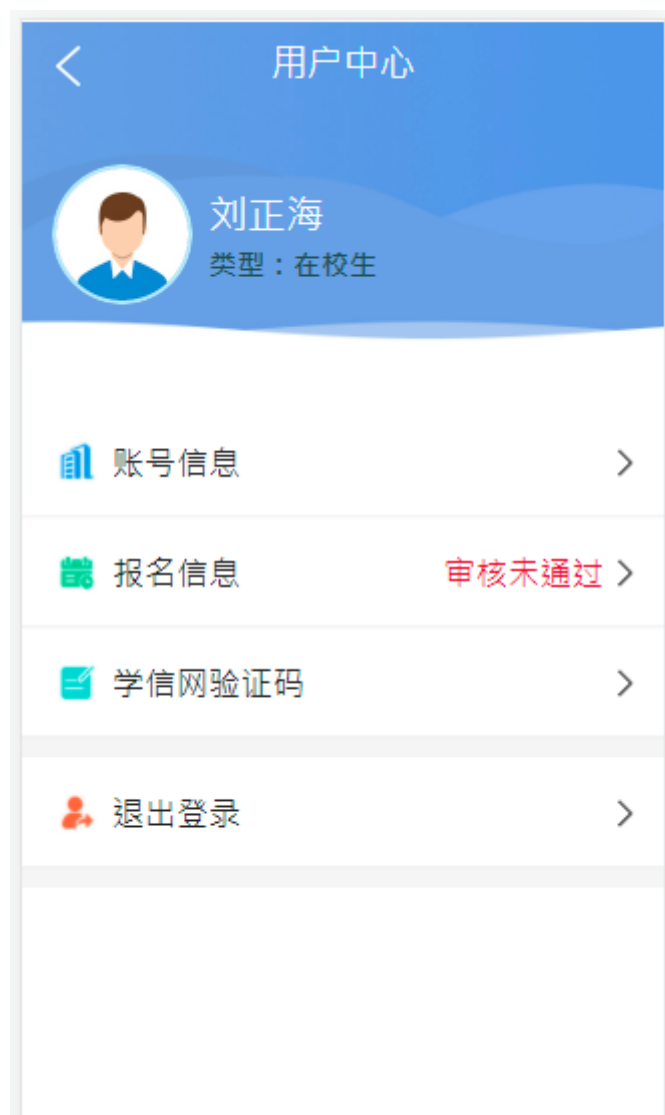 用户中心
刘正海
类型：在校生
账号信息
报名信息 审核未通过
学信网验证码
退出登录